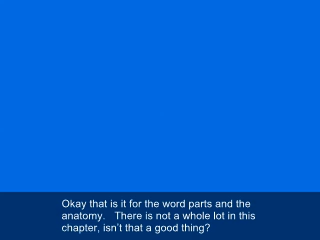 Okay that is it for the word parts and the
anatomy.   There is not a whole lot in this
chapter, isn’t that a good thing?